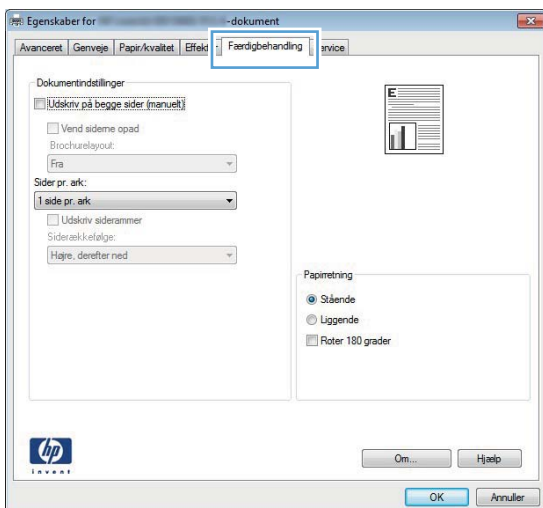 Egenskaber for -dokument
Avanceret Genveje Papir/kvalitet Færdigbehandling
Dokumentindstillinger
Udskriv på begge sider (manuelt)
Vend siderne opad
Brochurelayout:
Fra
Sider pr. ark:
1 side pr. ark
Udskriv siderammer
Siderækkefølge:
Højre, derefter ned
E
Papirretning
Stående
Liggende
Roter 180 grader
hp
invent
Om... Hjælp
OK Annuller